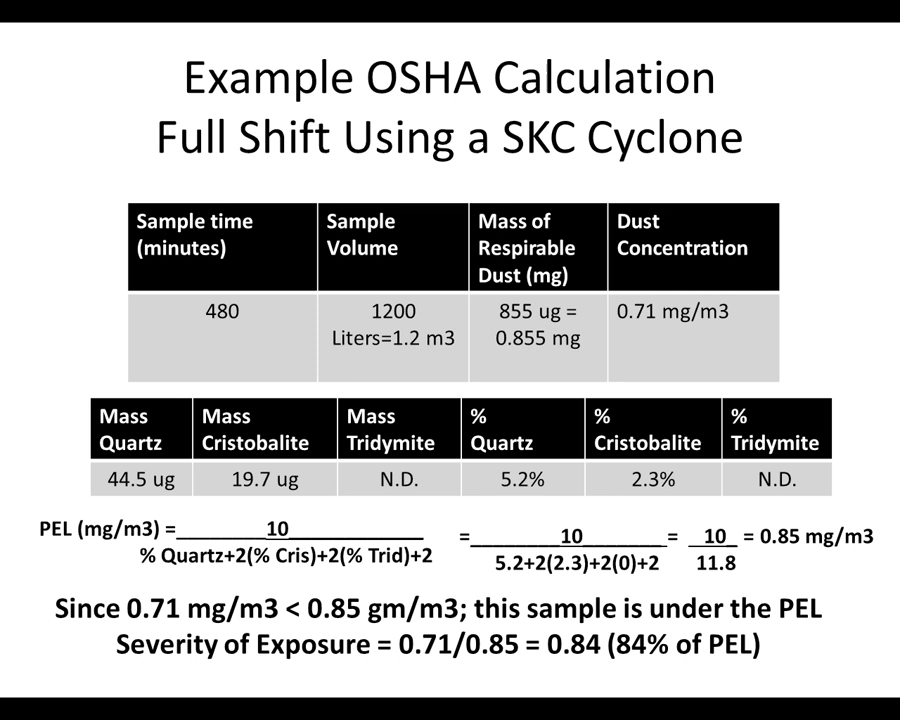 Example OSHA Calculation
Full Shift Using a SKC Cyclone
Sample time (minutes) Sample Volume Mass of Respirable Dust (mg) Dust Concentration
480 1200 Liters=1.2 m3 855 ug = 0.855 mg 0.71 mg/m3
Mass Quartz Mass Cristobalite Mass Tridymite % Quartz % Cristobalite % Tridymite
44.5 ug 19.7 ug N.D. 5.2% 2.3% N.D.
PEL (mg/m3) =_______10___________ =________10_______ = _10_ = 0.85 mg/m3
% Quartz+2(% Cris)+2(% Trid)+2 5.2+2(2.3)+2(0)+2 11.8
Since 0.71 mg/m3 < 0.85 gm/m3; this sample is under the PEL
Severity of Exposure = 0.71/0.85 = 0.84 (84% of PEL)